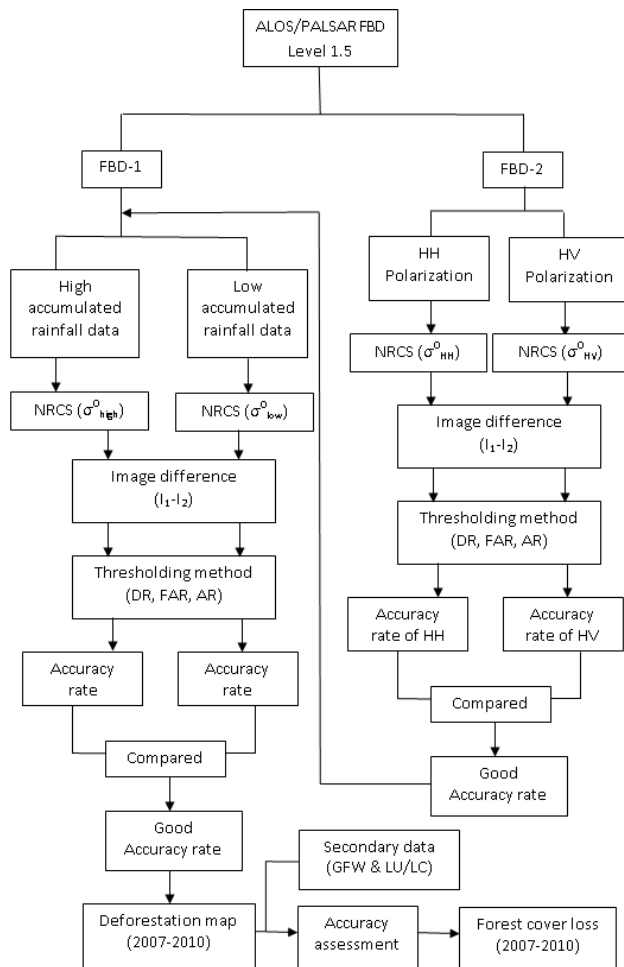 ALOS/PALSAR FBD
Level 1.5
FBD-1
FBD-2
High
accumulated
rainfall data
Low
accumulated
rainfall data
HH
Polarization
HV
Polarization
NRCS (σ⁰high)
NRCS (σ⁰low)
NRCS (σ⁰HH)
NRCS (σ⁰HV)
Image difference
(I₁-I₂)
Image difference
(I₁-I₂)
Thresholding method
(DR, FAR, AR)
Thresholding method
(DR, FAR, AR)
Accuracy
rate
Accuracy
rate
Accuracy
rate of HH
Accuracy
rate of HV
Compared
Compared
Good
Accuracy rate
Good
Accuracy rate
Secondary data
(GFW & LU/LC)
Deforestation map
(2007-2010)
Accuracy
assessment
Forest cover loss
(2007-2010)